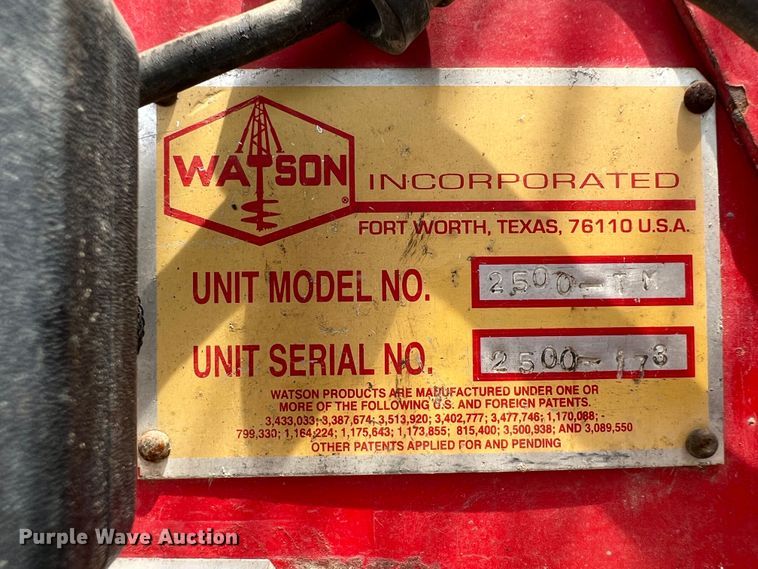 WATSON
®
INCORPORATED
FORT WORTH, TEXAS, 76110 U.S.A.
UNIT MODEL NO. 2500-TM
UNIT SERIAL NO. 2500-173
WATSON PRODUCTS ARE MANUFACTURED UNDER ONE OR
MORE OF THE FOLLOWING U.S. AND FOREIGN PATENTS.
3,433,033; 3,387,674; 3,513,920; 3,402,777; 3,477,746; 1,170,088;
799,330; 1,164,224; 1,175,643; 1,173,855; 815,400; 3,500,938; AND 3,089,550
OTHER PATENTS APPLIED FOR AND PENDING
Purple Wave Auction